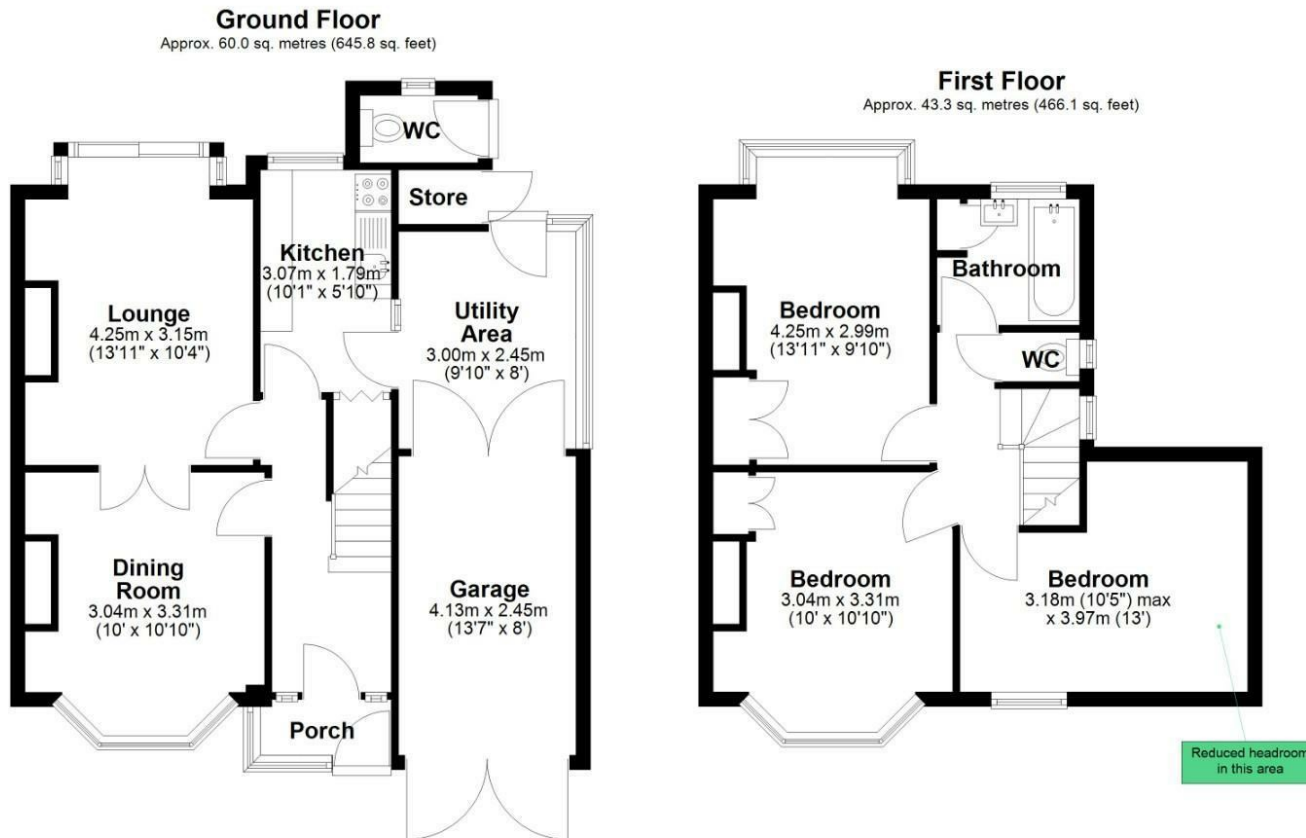 Ground Floor
Approx. 60.0 sq. metres (645.8 sq. feet)
WC
Store
Kitchen
3.07m x 1.79m
(10'1" x 5'10")
Lounge
4.25m x 3.15m
(13'11" x 10'4")
Utility
Area
3.00m x 2.45m
(9'10" x 8')
Dining
Room
3.04m x 3.31m
(10' x 10'10")
Garage
4.13m x 2.45m
(13'7" x 8')
Porch
First Floor
Approx. 43.3 sq. metres (466.1 sq. feet)
Bathroom
Bedroom
4.25m x 2.99m
(13'11" x 9'10")
WC
Bedroom
3.04m x 3.31m
(10' x 10'10")
Bedroom
3.18m (10'5") max
x 3.97m (13')
Reduced headroom
in this area